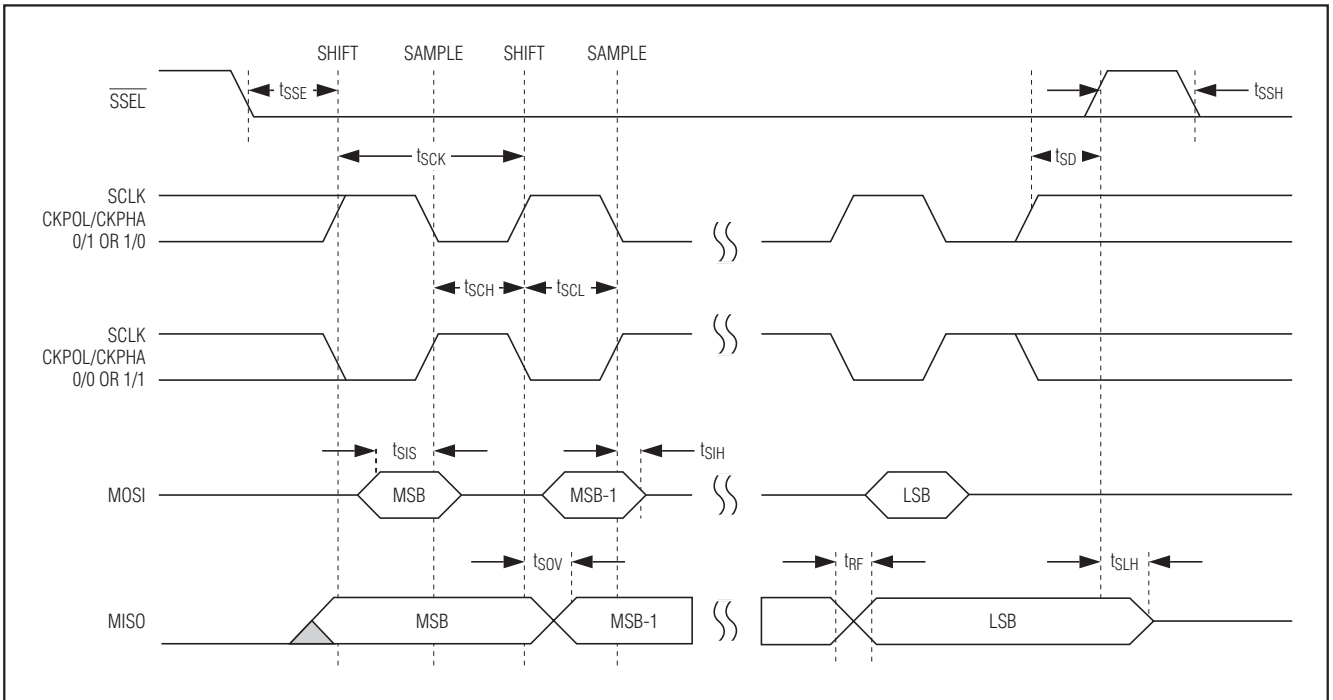 SHIFT SAMPLE SHIFT SAMPLE
SSEL
tSSE
tSSH
tSCK
tSD
SCLK
CKPOL/CKPHA
0/1 OR 1/0
tSCH
tSCL
SCLK
CKPOL/CKPHA
0/0 OR 1/1
tSIS
tSIH
MOSI
MSB
MSB-1
LSB
tSOV
tRF
tSLH
MISO
MSB
MSB-1
LSB